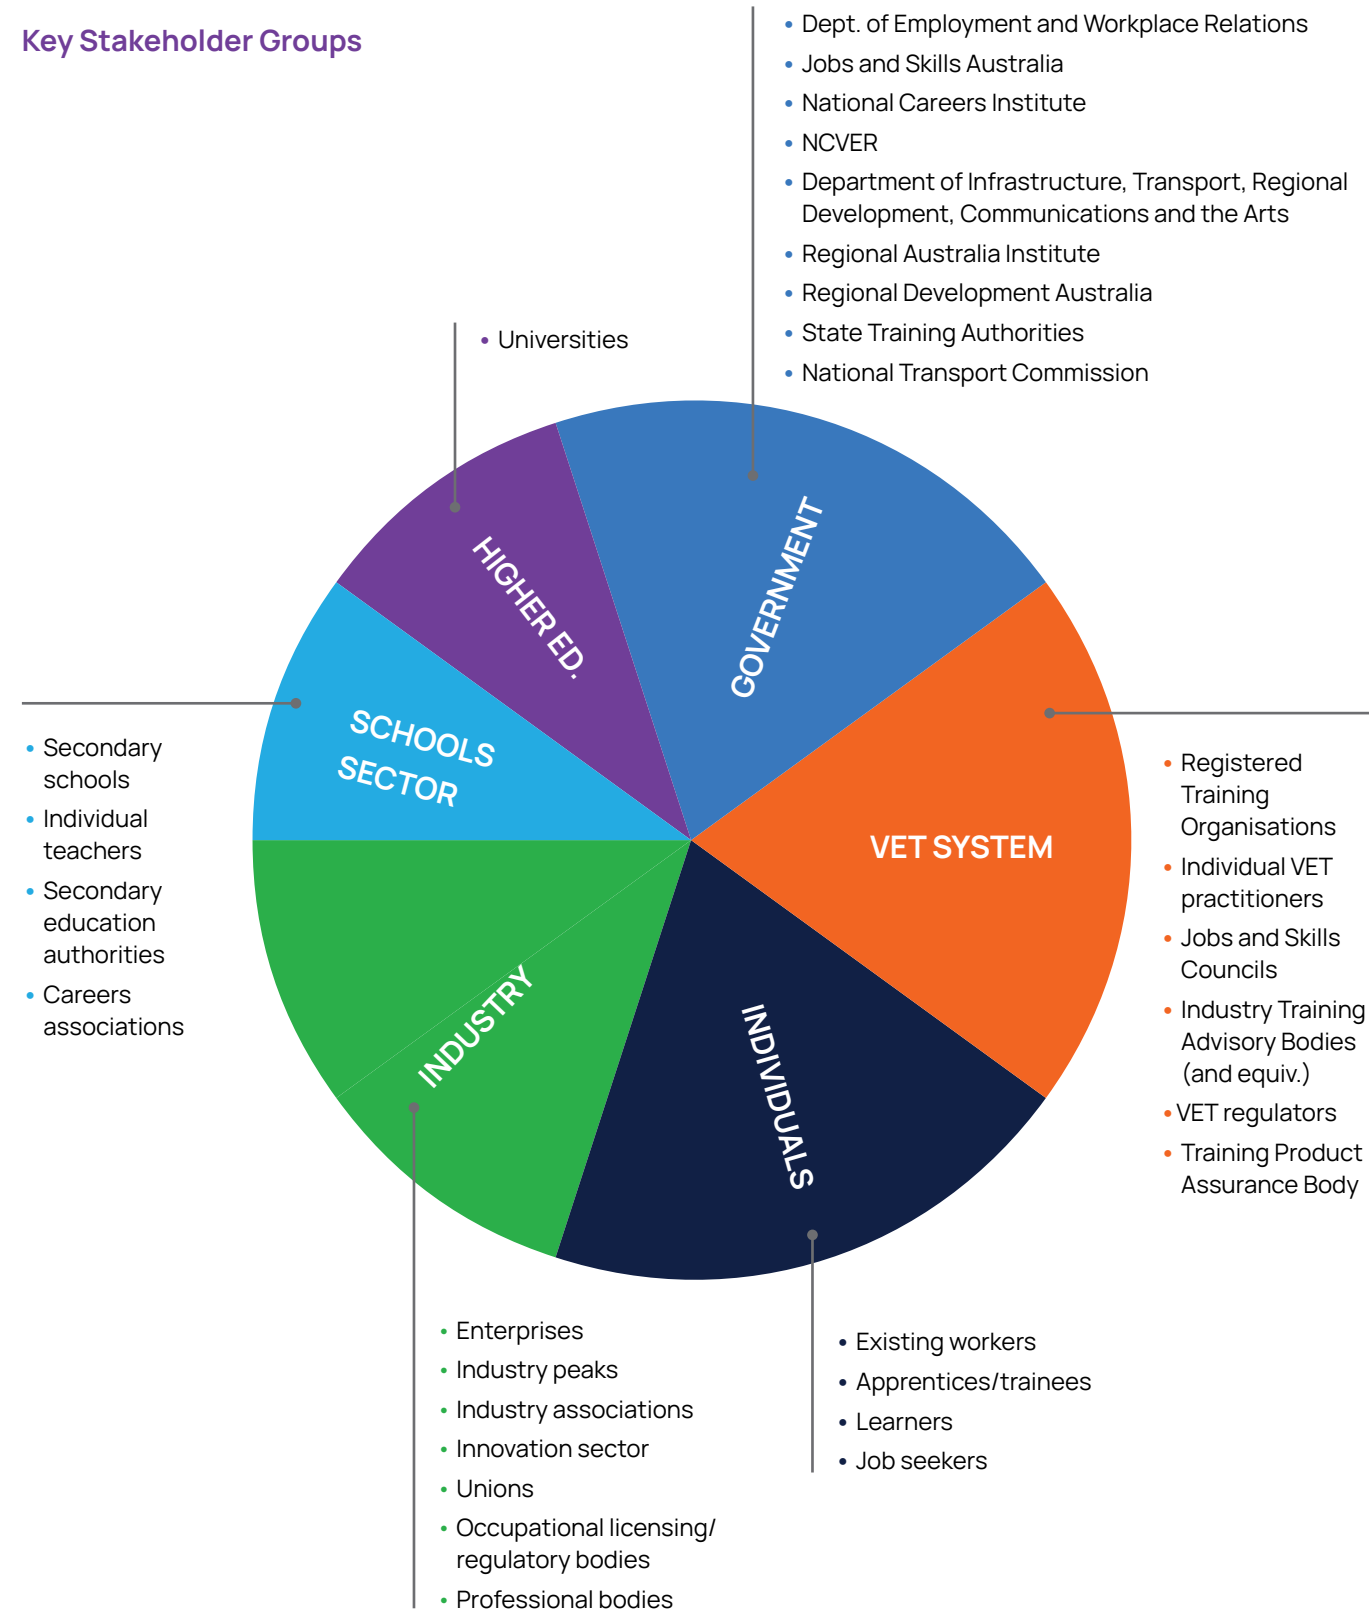 Key Stakeholder Groups
• Dept. of Employment and Workplace Relations
• Jobs and Skills Australia
• National Careers Institute
• NCVER
• Department of Infrastructure, Transport, Regional
Development, Communications and the Arts
• Regional Australia Institute
• Regional Development Australia
• State Training Authorities
• National Transport Commission
• Universities
HIGHER ED.
GOVERNMENT
SCHOOLS
SECTOR
VET SYSTEM
INDUSTRY
INDIVIDUALS
• Secondary
schools
• Individual
teachers
• Secondary
education
authorities
• Careers
associations
• Registered
Training
Organisations
• Individual VET
practitioners
• Jobs and Skills
Councils
• Industry Training
Advisory Bodies
(and equiv.)
• VET regulators
• Training Product
Assurance Body
• Enterprises
• Industry peaks
• Industry associations
• Innovation sector
• Unions
• Occupational licensing/
regulatory bodies
• Professional bodies
• Existing workers
• Apprentices/trainees
• Learners
• Job seekers